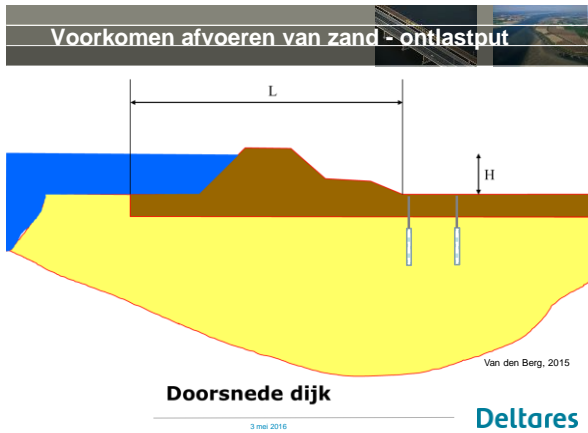 Voorkomen afvoeren van zand - ontlastput
L
H
Van den Berg, 2015
Doorsnede dijk
3 mei 2016
Deltares